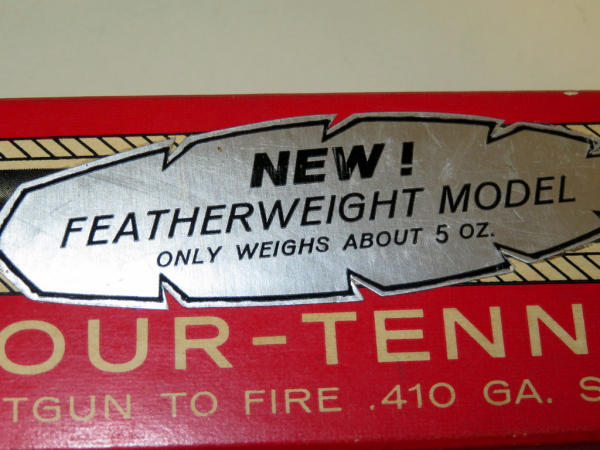 NEW!
FEATHERWEIGHT MODEL
ONLY WEIGHS ABOUT 5 OZ.
OUR-TENN
TGUN TO FIRE .410 GA. S